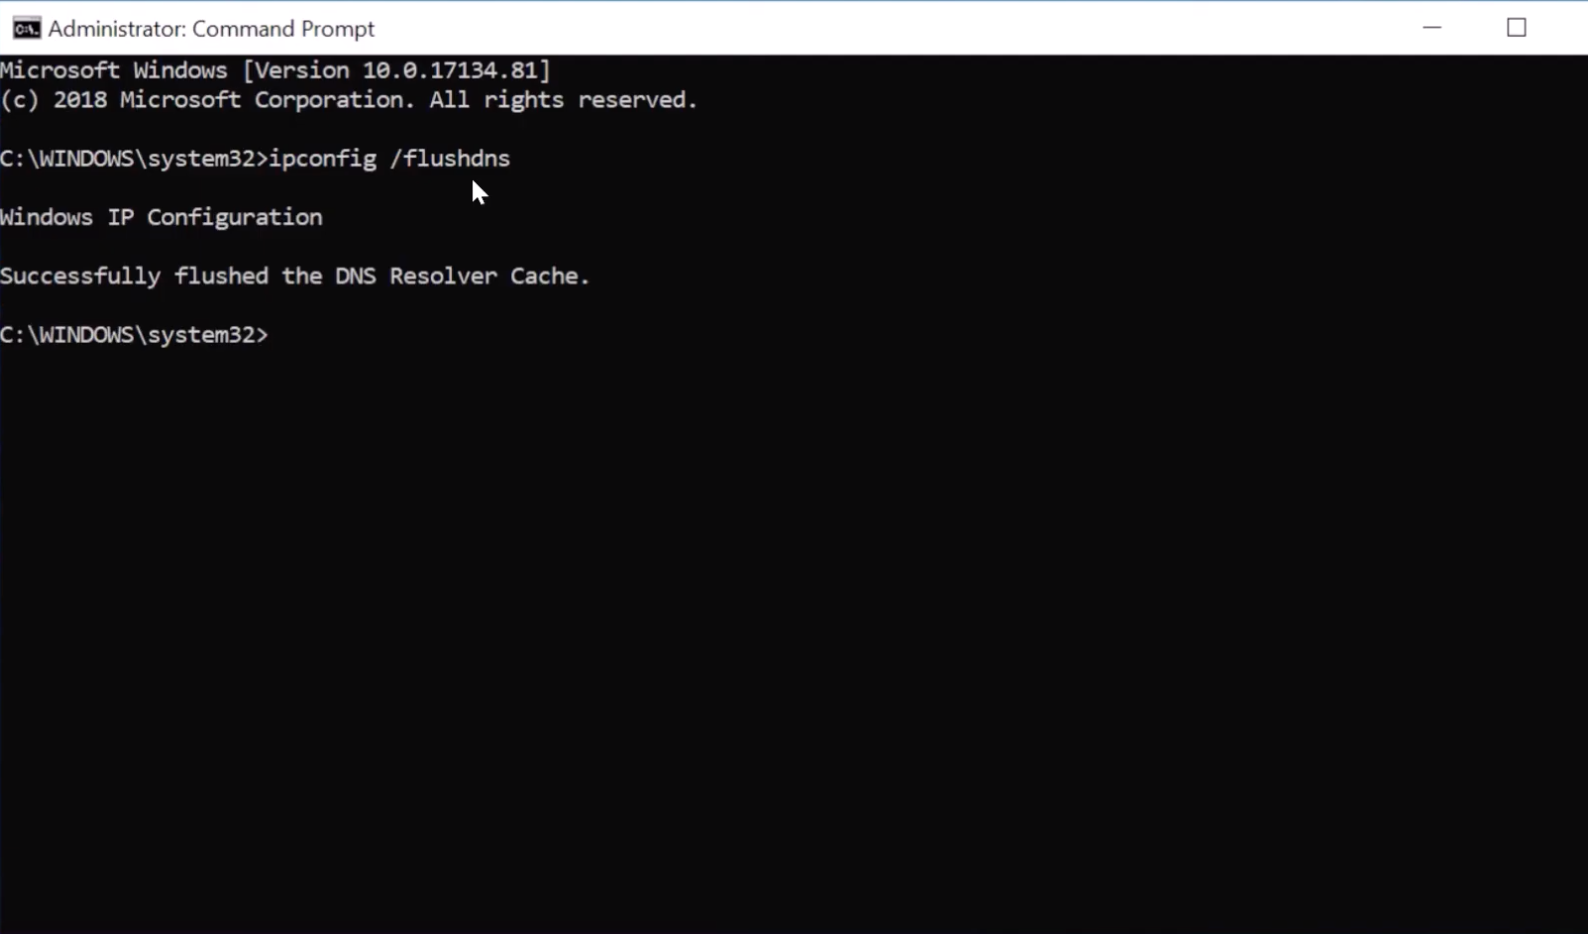 Administrator: Command Prompt
Microsoft Windows [Version 10.0.17134.81]
(c) 2018 Microsoft Corporation. All rights reserved.
C:\WINDOWS\system32>ipconfig /flushdns
Windows IP Configuration
Successfully flushed the DNS Resolver Cache.
C:\WINDOWS\system32>